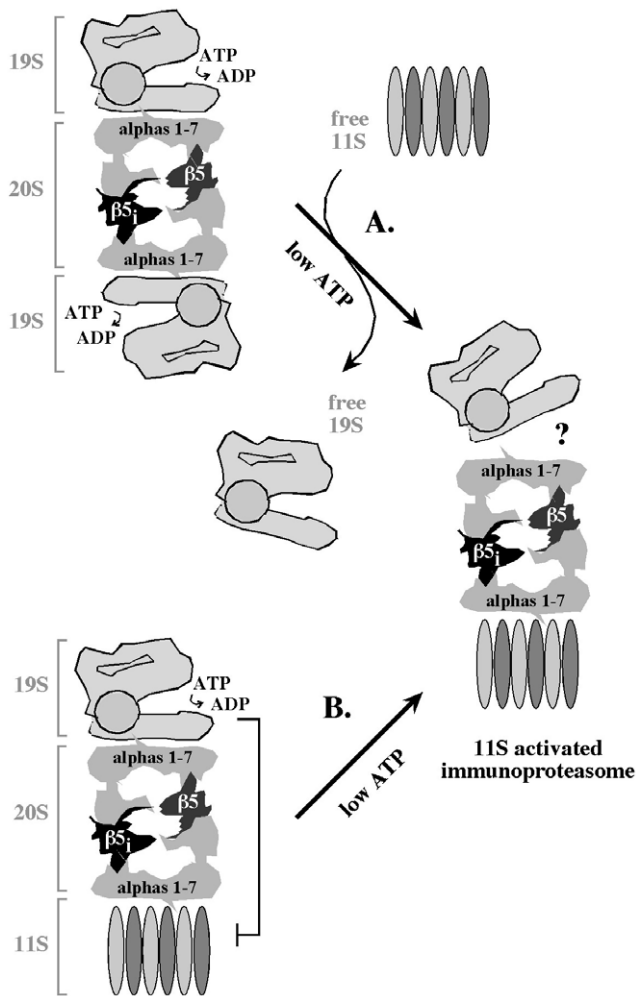 19S
ATP
ADP
alphas 1-7
20S
β5
β5i
alphas 1-7
19S
ATP
ADP
free
11S
A.
low ATP
free
19S
?
alphas 1-7
β5
β5i
alphas 1-7
11S activated
immunoproteasome
19S
ATP
ADP
alphas 1-7
20S
β5
β5i
alphas 1-7
11S
B.
low ATP